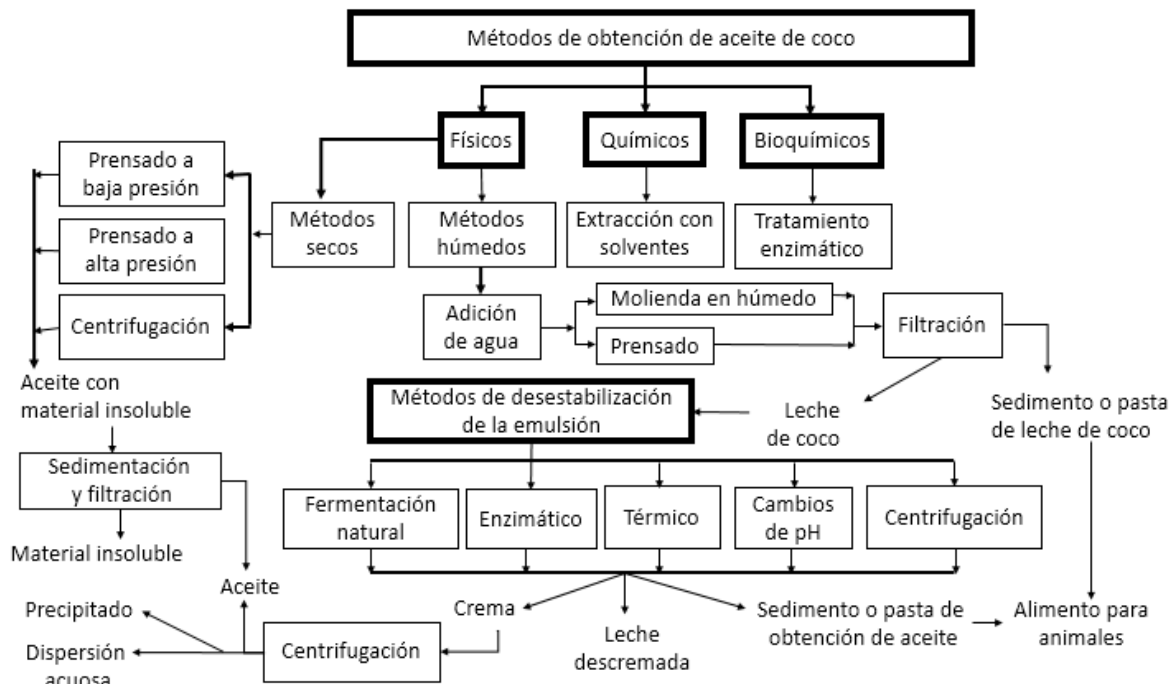 Métodos de obtención de aceite de coco
Físicos
Químicos
Bioquímicos
Prensado a
baja presión
Prensado a
alta presión
Centrifugación
Métodos
secos
Métodos
húmedos
Extracción con
solventes
Tratamiento
enzimático
Adición
de agua
Molienda en húmedo
Prensado
Filtración
Aceite con
material insoluble
Métodos de desestabilización
de la emulsión
Leche
de coco
Sedimento o pasta
de leche de coco
Sedimentación
y filtración
Fermentación
natural
Enzimático
Térmico
Cambios
de pH
Centrifugación
Material insoluble
Aceite
Precipitado
Dispersión
acuosa
Centrifugación
Crema
Leche
descremada
Sedimento o pasta de
obtención de aceite
Alimento para
animales